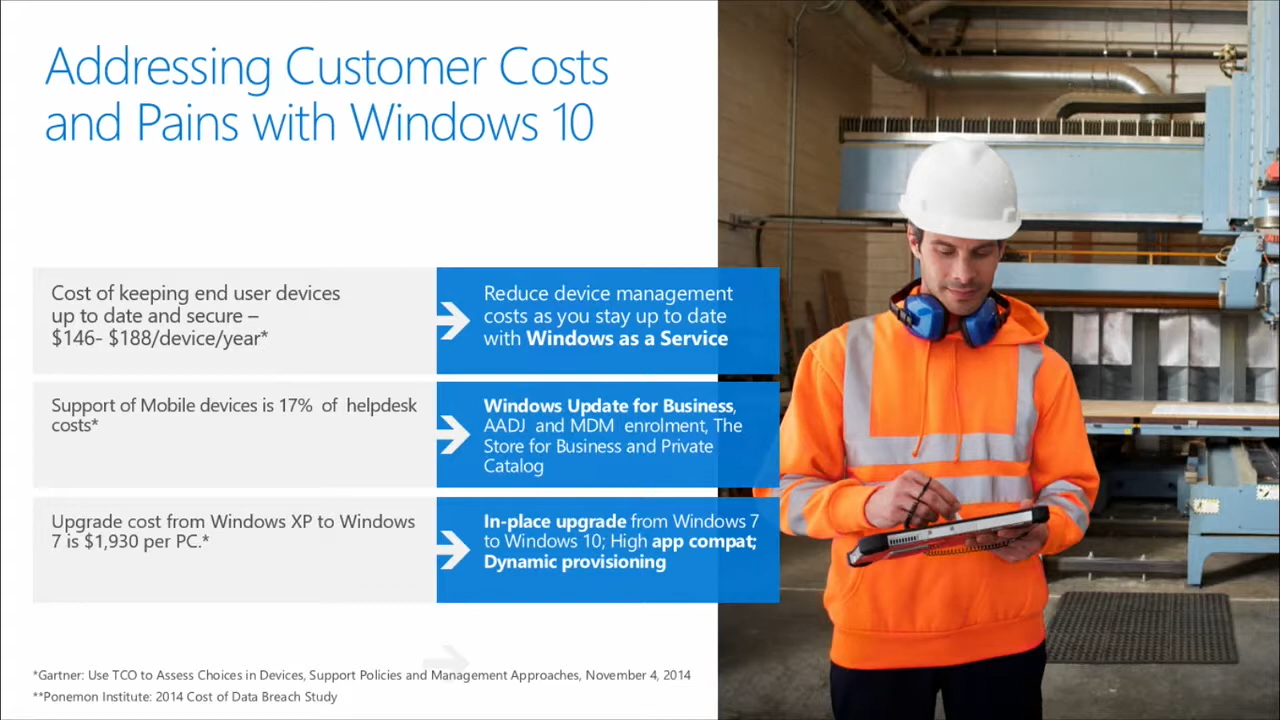 Addressing Customer Costs
and Pains with Windows 10
Cost of keeping end user devices
up to date and secure –
$146- $188/device/year*
Reduce device management
costs as you stay up to date
with Windows as a Service
Support of Mobile devices is 17% of helpdesk
costs*
Windows Update for Business,
AADJ and MDM enrolment, The
Store for Business and Private
Catalog
Upgrade cost from Windows XP to Windows
7 is $1,930 per PC.*
In-place upgrade from Windows 7
to Windows 10; High app compat;
Dynamic provisioning
*Gartner: Use TCO to Assess Choices in Devices, Support Policies and Management Approaches, November 4, 2014
**Ponemon Institute: 2014 Cost of Data Breach Study